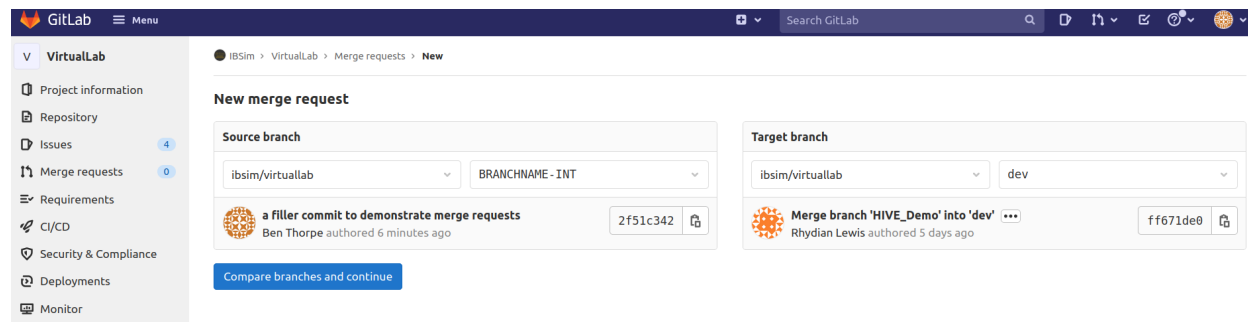 GitLab Menu Search GitLab
V VirtualLab
IBSim > VirtualLab > Merge requests > New
Project information
Repository
Issues 4
Merge requests 0
Requirements
CI/CD
Security & Compliance
Deployments
Monitor
New merge request
Source branch
ibsim/virtuallab BRANCHNAME-INT
a filler commit to demonstrate merge requests
Ben Thorpe authored 6 minutes ago
2f51c342
Target branch
ibsim/virtuallab dev
Merge branch 'HIVE_Demo' into 'dev' •••
Rhydian Lewis authored 5 days ago
ff671de0
Compare branches and continue